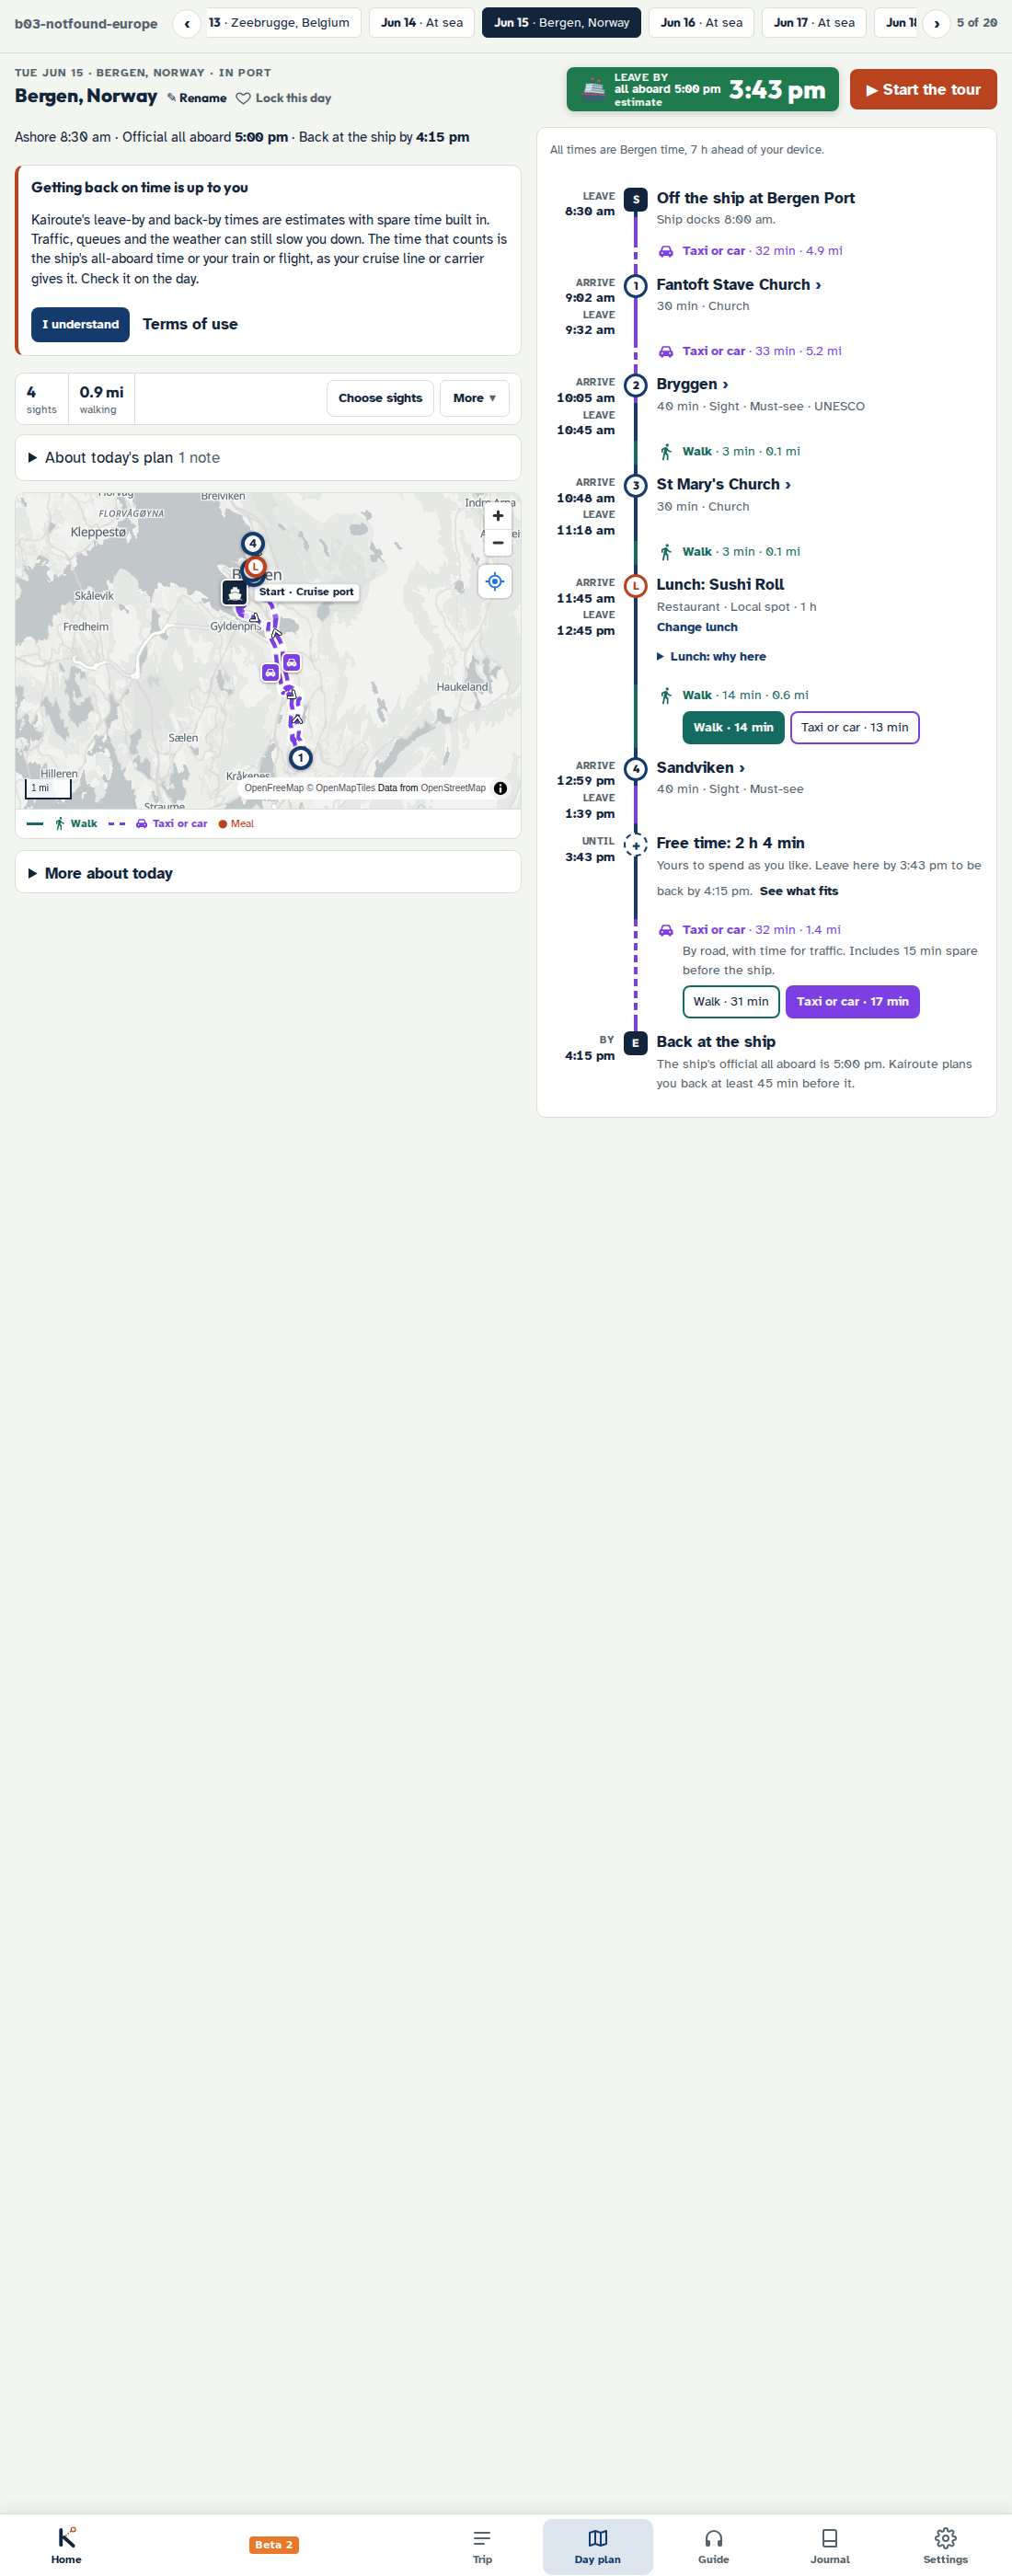 b03-notfound-europe
‹
13 · Zeebrugge, Belgium
Jun 14 · At sea
Jun 15 · Bergen, Norway
Jun 16 · At sea
Jun 17 · At sea
›
5 of 20
TUE JUN 15 · BERGEN, NORWAY · IN PORT
Bergen, Norway
✎ Rename
Lock this day
LEAVE BY
all aboard 5:00 pm
estimate
3:43 pm
▶ Start the tour
Ashore 8:30 am · Official all aboard 5:00 pm · Back at the ship by 4:15 pm
Getting back on time is up to you
Kairoute's leave-by and back-by times are estimates with spare time built in.
Traffic, queues and the weather can still slow you down. The time that counts is
the ship's all-aboard time or your train or flight, as your cruise line or carrier
gives it. Check it on the day.
I understand
Terms of use
4
sights
0.9 mi
walking
Choose sights
More ▼
▶ About today's plan 1 note
Breiviken
FLORVÅGØYNA
Kleppestø
+
−
4
L
Start · Cruise port
Skålevik
Fredheim
Gyldenpris
Haukeland
Sælen
1
Hilleren
Kråkenes
Straume
1 mi
OpenFreeMap © OpenMapTiles Data from OpenStreetMap
Walk
Taxi or car
Meal
▶ More about today
All times are Bergen time, 7 h ahead of your device.
LEAVE
8:30 am
S
Off the ship at Bergen Port
Ship docks 8:00 am.
Taxi or car · 32 min · 4.9 mi
ARRIVE
9:02 am
LEAVE
9:32 am
1
Fantoft Stave Church ›
30 min · Church
Taxi or car · 33 min · 5.2 mi
ARRIVE
10:05 am
LEAVE
10:45 am
2
Bryggen ›
40 min · Sight · Must-see · UNESCO
Walk · 3 min · 0.1 mi
ARRIVE
10:48 am
LEAVE
11:18 am
3
St Mary's Church ›
30 min · Church
Walk · 3 min · 0.1 mi
ARRIVE
11:45 am
LEAVE
12:45 pm
L
Lunch: Sushi Roll
Restaurant · Local spot · 1 h
Change lunch
▶ Lunch: why here
Walk · 14 min · 0.6 mi
Walk · 14 min
Taxi or car · 13 min
ARRIVE
12:59 pm
LEAVE
1:39 pm
4
Sandviken ›
40 min · Sight · Must-see
UNTIL
3:43 pm
+
Free time: 2 h 4 min
Yours to spend as you like. Leave here by 3:43 pm to be
back by 4:15 pm. See what fits
Taxi or car · 32 min · 1.4 mi
By road, with time for traffic. Includes 15 min spare
before the ship.
Walk · 31 min
Taxi or car · 17 min
BY
4:15 pm
E
Back at the ship
The ship's official all aboard is 5:00 pm. Kairoute plans
you back at least 45 min before it.
Home
Beta 2
Trip
Day plan
Guide
Journal
Settings